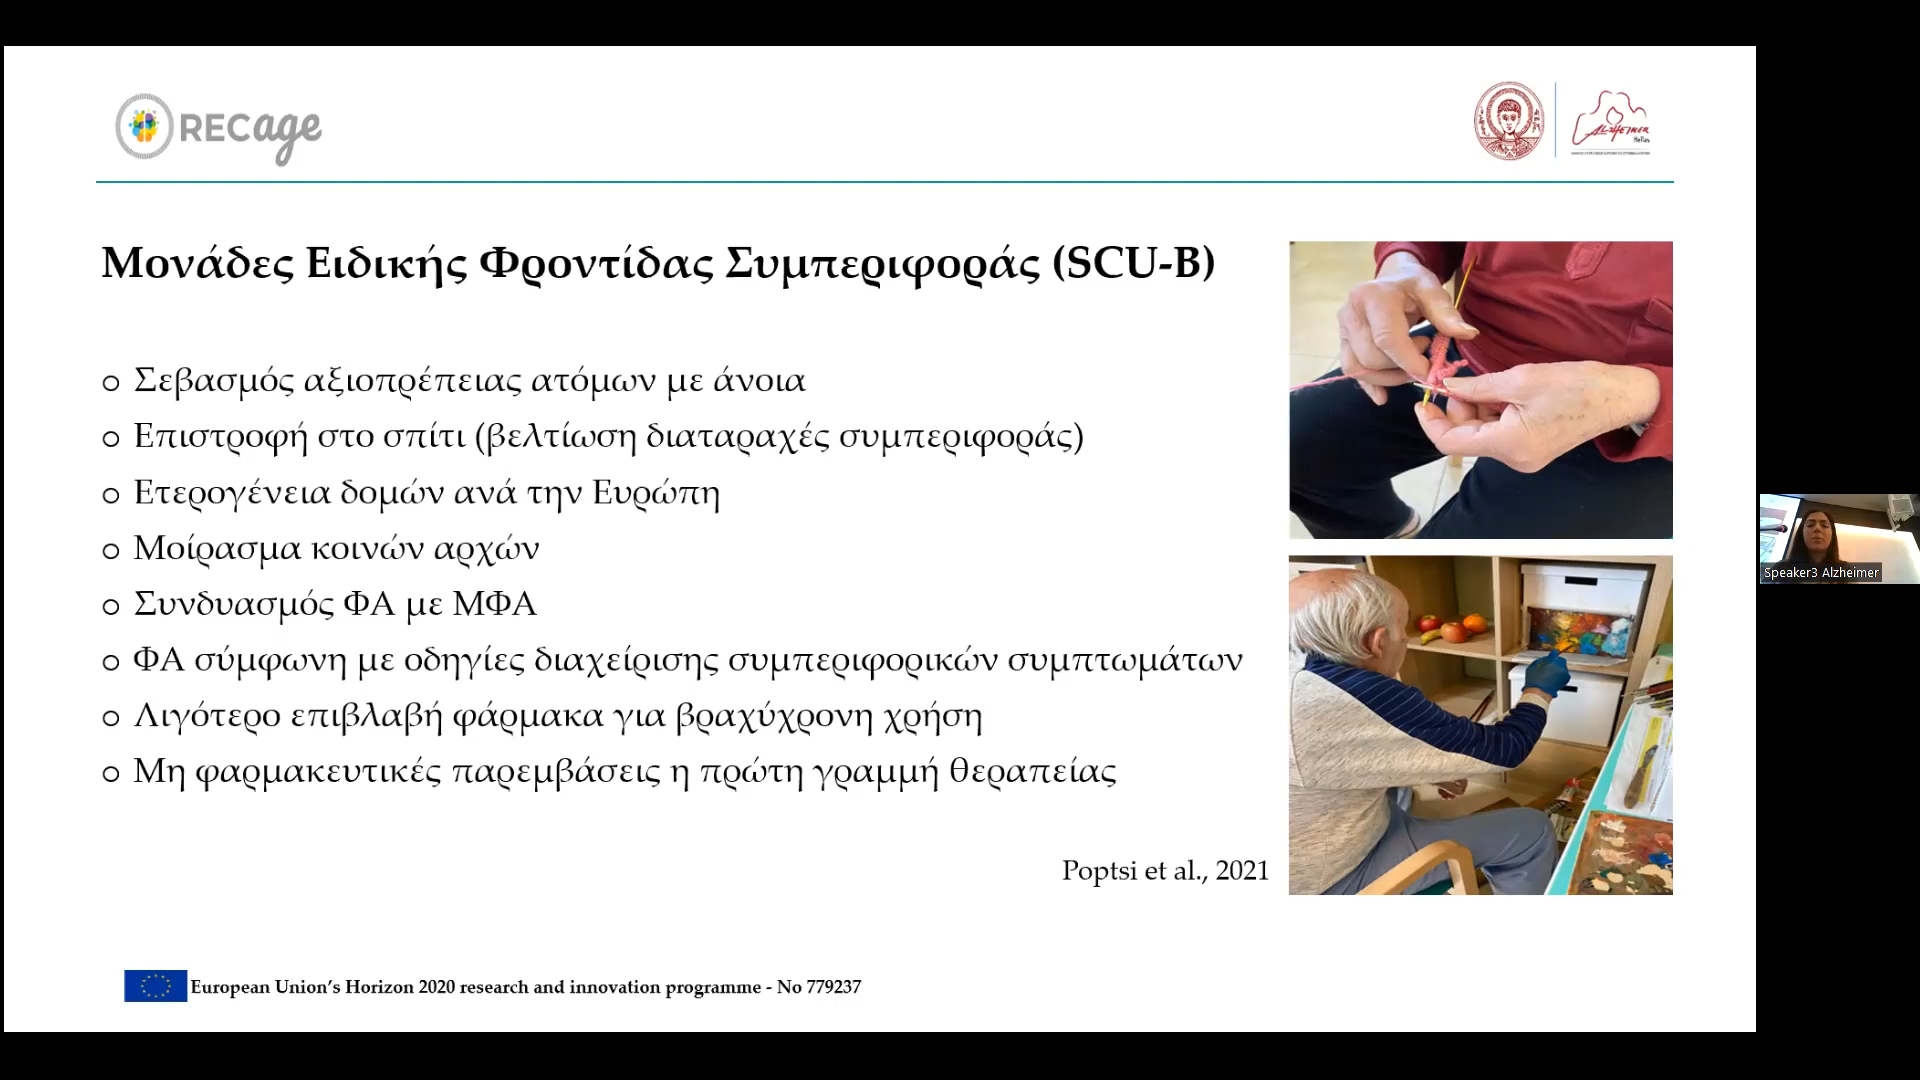 RECage
ALZHEIMER
Hellas
Μονάδες Ειδικής Φροντίδας Συμπεριφοράς (SCU-B)
o Σεβασμός αξιοπρέπειας ατόμων με άνοια
o Επιστροφή στο σπίτι (βελτίωση διαταραχές συμπεριφοράς)
o Ετερογένεια δομών ανά την Ευρώπη
o Μοίρασμα κοινών αρχών
o Συνδυασμός ΦΑ με ΜΦΑ
o ΦΑ σύμφωνη με οδηγίες διαχείρισης συμπεριφορικών συμπτωμάτων
o Λιγότερο επιβλαβή φάρμακα για βραχύχρονη χρήση
o Μη φαρμακευτικές παρεμβάσεις η πρώτη γραμμή θεραπείας
Poptsi et al., 2021
European Union's Horizon 2020 research and innovation programme - No 779237
Speaker3 Alzheimer